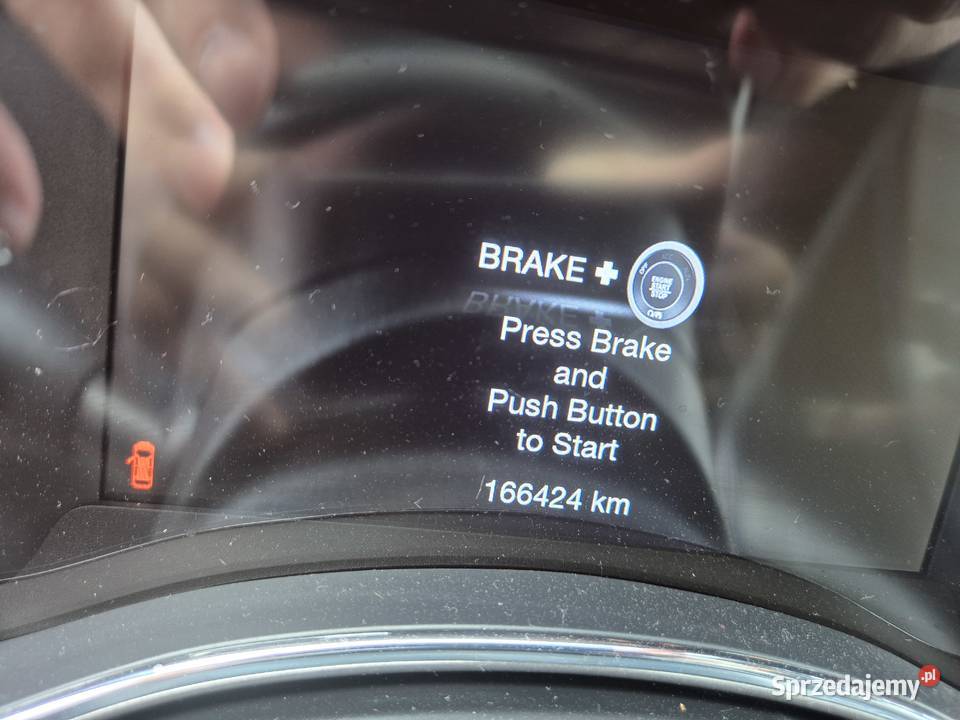 BRAKE +
ENGINE
START
STOP
Press Brake
and
Push Button
to Start
166424 km
Sprzedajemy.pl